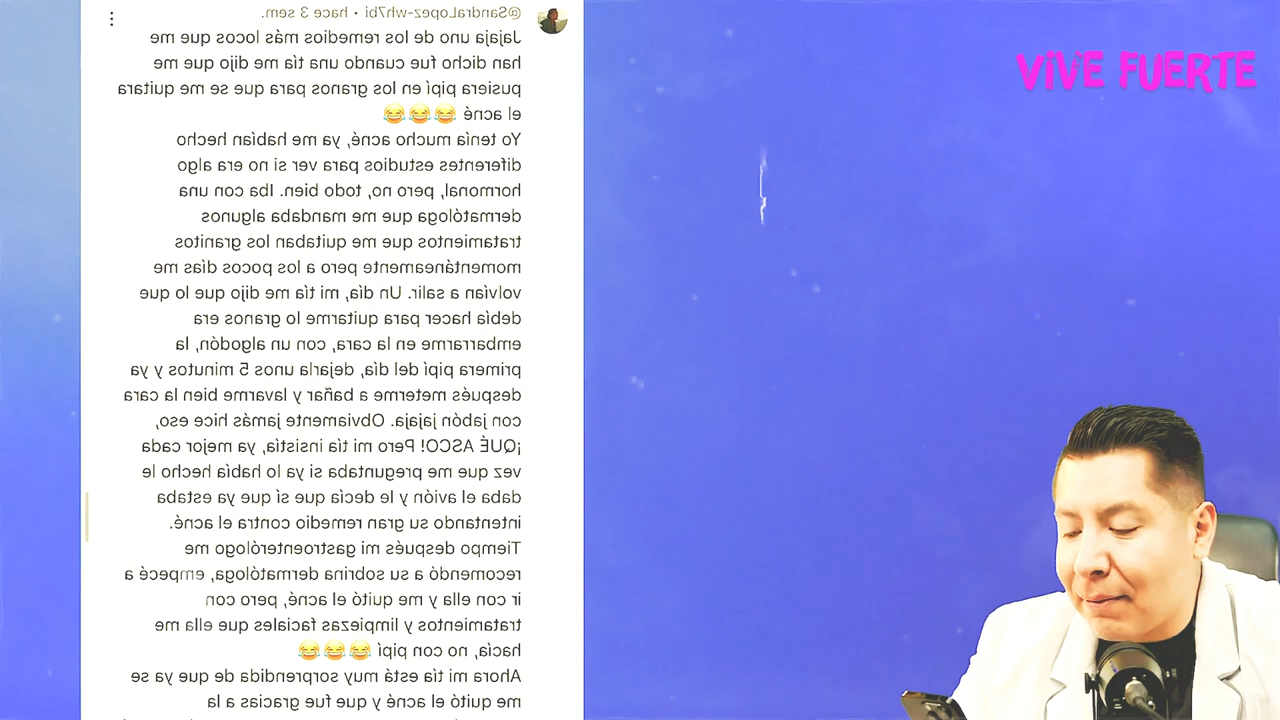 @SandraLopez-wh7bi • hace 3 sem.
Jajaja uno de los remedios más locos que me
han dicho fue cuando una tía me dijo que me
pusiera pipí en los granos para que se me quitara
el acné 😂😂😂
Yo tenía mucho acné, ya me habían hecho
diferentes estudios para ver si no era algo
hormonal, pero no, todo bien. Iba con una
dermatóloga que me mandaba algunos
tratamientos que me quitaban los granitos
momentáneamente pero a los pocos días me
volvían a salir. Un día, mi tía me dijo que lo que
debía hacer para quitarme lo granos era
embarrarme en la cara, con un algodón, la
primera pipí del día, dejarla unos 5 minutos y ya
después meterme a bañar y lavarme bien la cara
con jabón jajaja. Obviamente jamás hice eso,
¡QUÉ ASCO! Pero mi tía insistía, ya mejor cada
vez que me preguntaba si ya lo había hecho le
daba el avión y le decía que sí que ya estaba
intentando su gran remedio contra el acné.
Tiempo después mi gastroenterólogo me
recomendó a su sobrina dermatóloga, empecé a
ir con ella y me quitó el acné, pero con
tratamientos y limpiezas faciales que ella me
hacía, no con pipí 😂😂😂
Ahora mi tía está muy sorprendida de que ya se
me quitó el acné y que fue gracias a la
VIVE FUERTE